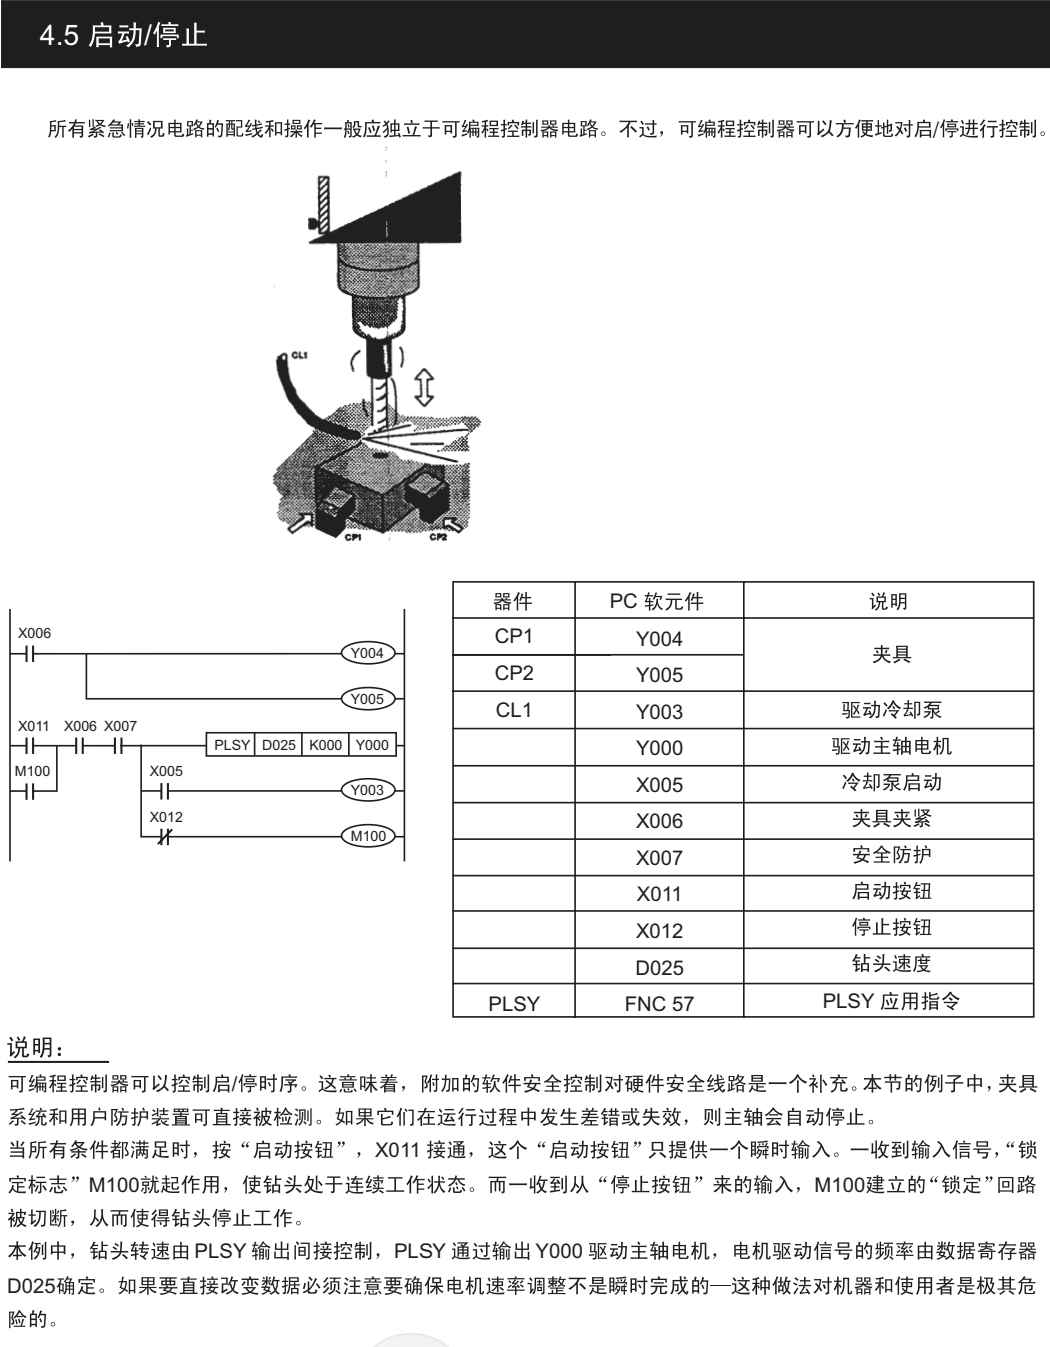 4.5 启动/停止
所有紧急情况电路的配线和操作一般应独立于可编程控制器电路。不过，可编程控制器可以方便地对启/停进行控制。
CL1
CP1
CP2
X006
Y004
Y005
X011 X006 X007
PLSY D025 K000 Y000
M100
X005
Y003
X012
M100
器件 PC 软元件 说明
CP1 Y004 夹具
CP2 Y005
CL1 Y003 驱动冷却泵
Y000 驱动主轴电机
X005 冷却泵启动
X006 夹具夹紧
X007 安全防护
X011 启动按钮
X012 停止按钮
D025 钻头速度
PLSY FNC 57 PLSY 应用指令
说明：
可编程控制器可以控制启/停时序。这意味着，附加的软件安全控制对硬件安全线路是一个补充。本节的例子中，夹具
系统和用户防护装置可直接被检测。如果它们在运行过程中发生差错或失效，则主轴会自动停止。
当所有条件都满足时，按“启动按钮”，X011 接通，这个“启动按钮”只提供一个瞬时输入。一收到输入信号，“锁
定标志”M100就起作用，使钻头处于连续工作状态。而一收到从“停止按钮”来的输入，M100建立的“锁定”回路
被切断，从而使得钻头停止工作。
本例中，钻头转速由 PLSY 输出间接控制，PLSY 通过输出 Y000 驱动主轴电机，电机驱动信号的频率由数据寄存器
D025确定。如果要直接改变数据必须注意要确保电机速率调整不是瞬时完成的—这种做法对机器和使用者是极其危
险的。